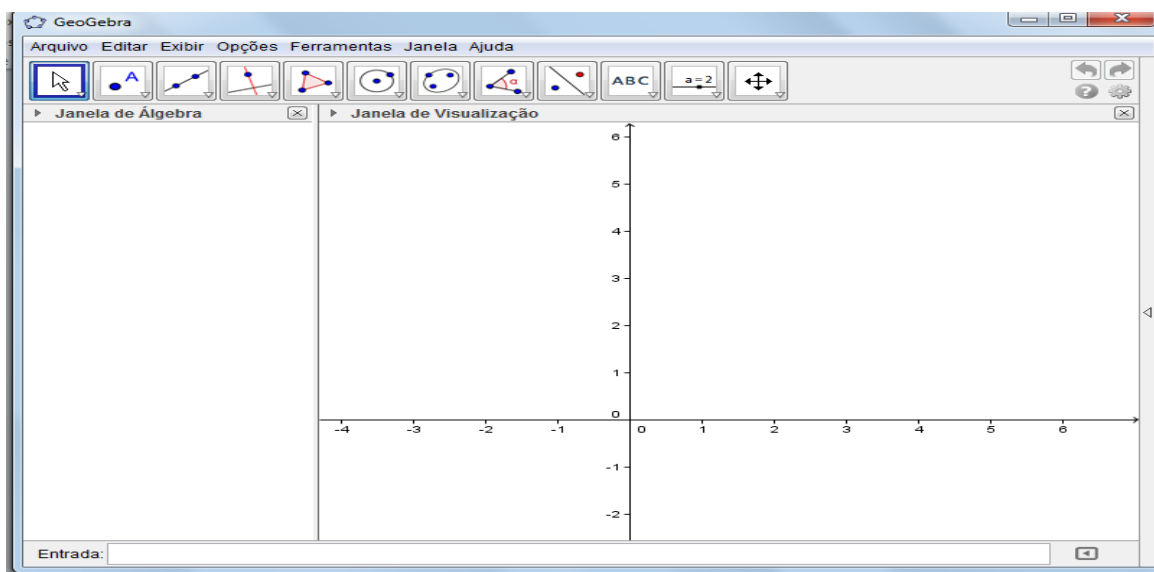 GeoGebra
Arquivo Editar Exibir Opções Ferramentas Janela Ajuda
A
α
ABC
a=2
Janela de Álgebra
Janela de Visualização
6
5
4
3
2
1
0
-4 -3 -2 -1 0 1 2 3 4 5 6
-1
-2
Entrada: